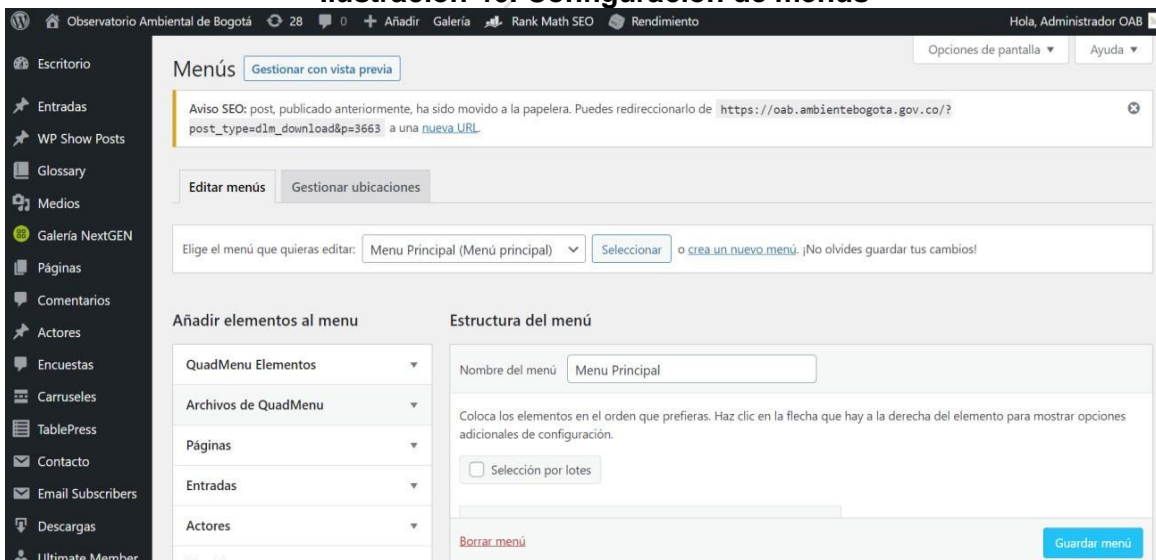 Ilustración 10. Configuración de menús
Observatorio Ambiental de Bogotá 28 0 + Añadir Galería Rank Math SEO Rendimiento Hola, Administrador OAB
Opciones de pantalla ▼ Ayuda ▼
Escritorio
Entradas
WP Show Posts
Glossary
Medios
Galería NextGEN
Páginas
Comentarios
Actores
Encuestas
Carruseles
TablePress
Contacto
Email Subscribers
Descargas
Ultimate Member
Menús Gestionar con vista previa
Aviso SEO: post, publicado anteriormente, ha sido movido a la papelera. Puedes redireccionarlo de https://oab.ambientebogota.gov.co/?
post_type=dlm_download&p=3663 a una nueva URL.
Editar menús Gestionar ubicaciones
Elige el menú que quieras editar: Menu Principal (Menú principal) Seleccionar o crea un nuevo menú. ¡No olvides guardar tus cambios!
Añadir elementos al menu
QuadMenu Elementos
Archivos de QuadMenu
Páginas
Entradas
Actores
Estructura del menú
Nombre del menú Menu Principal
Coloca los elementos en el orden que prefieras. Haz clic en la flecha que hay a la derecha del elemento para mostrar opciones
adicionales de configuración.
Selección por lotes
Borrar menú Guardar menú